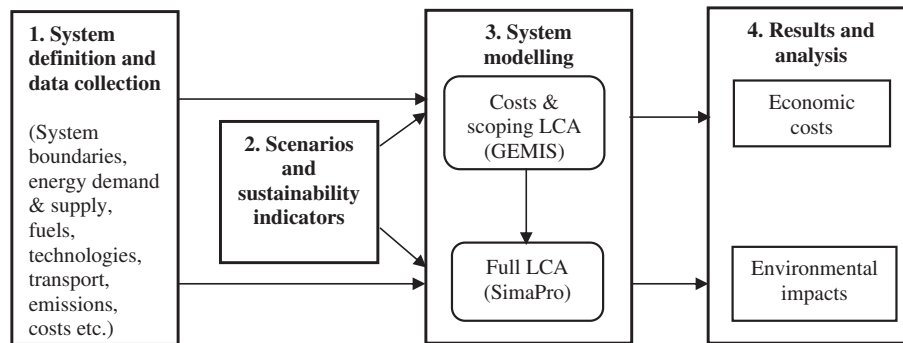 1. System
definition and
data collection
(System
boundaries,
energy demand
& supply,
fuels,
technologies,
transport,
emissions,
costs etc.)
2. Scenarios
and
sustainability
indicators
3. System
modelling
Costs &
scoping LCA
(GEMIS)
Full LCA
(SimaPro)
4. Results and
analysis
Economic
costs
Environmental
impacts